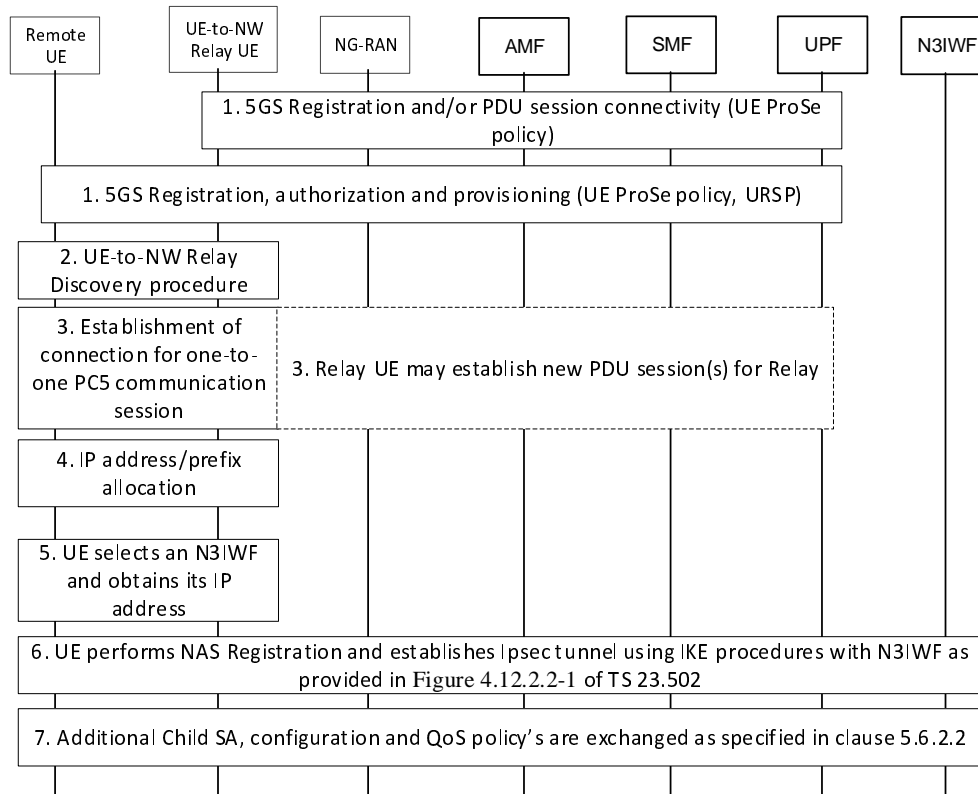 Remote
UE
UE-to-NW
Relay UE
NG-RAN
AMF
SMF
UPF
N3IWF
1. 5GS Registration and/or PDU session connectivity (UE ProSe
policy)
1. 5GS Registration, authorization and provisioning (UE ProSe policy, URSP)
2. UE-to-NW Relay
Discovery procedure
3. Establishment of
connection for one-to-
one PC5 communication
session
3. Relay UE may establish new PDU session(s) for Relay
4. IP address/prefix
allocation
5. UE selects an N3IWF
and obtains its IP
address
6. UE performs NAS Registration and establishes Ipsec tunnel using IKE procedures with N3IWF as
provided in Figure 4.12.2.2-1 of TS 23.502
7. Additional Child SA, configuration and QoS policy's are exchanged as specified in clause 5.6.2.2